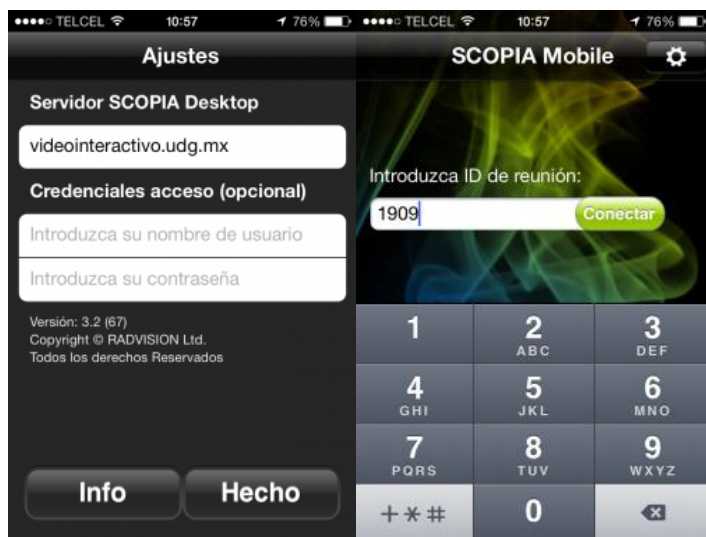 TELCEL 10:57 76%
Ajustes
Servidor SCOPIA Desktop
videointeractivo.udg.mx
Credenciales acceso (opcional)
Introduzca su nombre de usuario
Introduzca su contraseña
Versión: 3.2 (67)
Copyright © RADVISION Ltd.
Todos los derechos Reservados
Info Hecho
TELCEL 10:57 76%
SCOPIA Mobile
Introduzca ID de reunión:
1909 Conectar
1 2 3
ABC DEF
4 5 6
GHI JKL MNO
7 8 9
PQRS TUV WXYZ
+*# 0